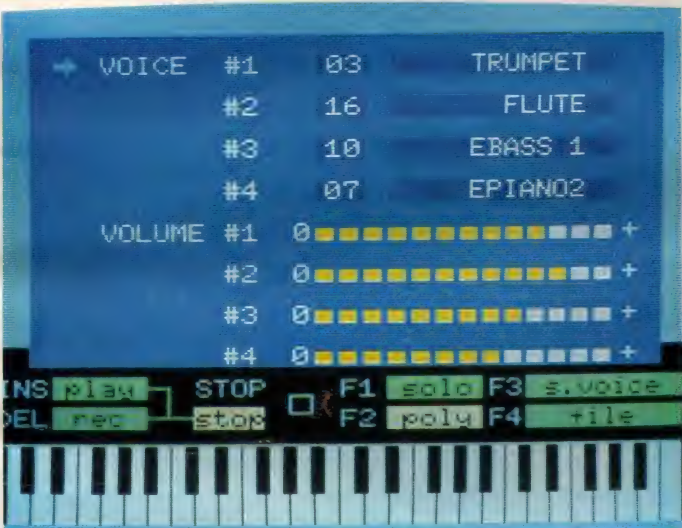 VOICE #1 03 TRUMPET
#2 16 FLUTE
#3 10 EBASS 1
#4 07 EPIANO2
VOLUME #1 0 +
#2 0 +
#3 0 +
#4 0 +
INS play STOP F1 solo F3 s.voice
DEL rec stop F2 poly F4 file